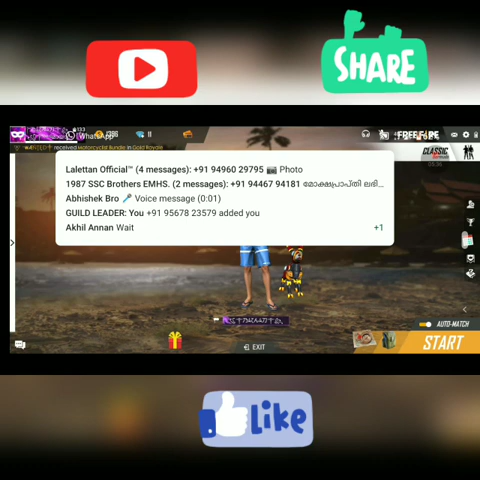 SHARE
WhatsApp
FREE FIRE
received Motorcycle Bundle in Gold Royale
CLASSIC
Lalettan Official™ (4 messages): +91 94960 29795 📷 Photo
1987 SSC Brothers EMHS. (2 messages): +91 94467 94181 മോക്ഷപ്രാപ്തി ലഭി...
Abhishek Bro 🎤 Voice message (0:01)
GUILD LEADER: You +91 95678 23579 added you
Akhil Annan Wait +1
AUTO-MATCH
START
EXIT
Like